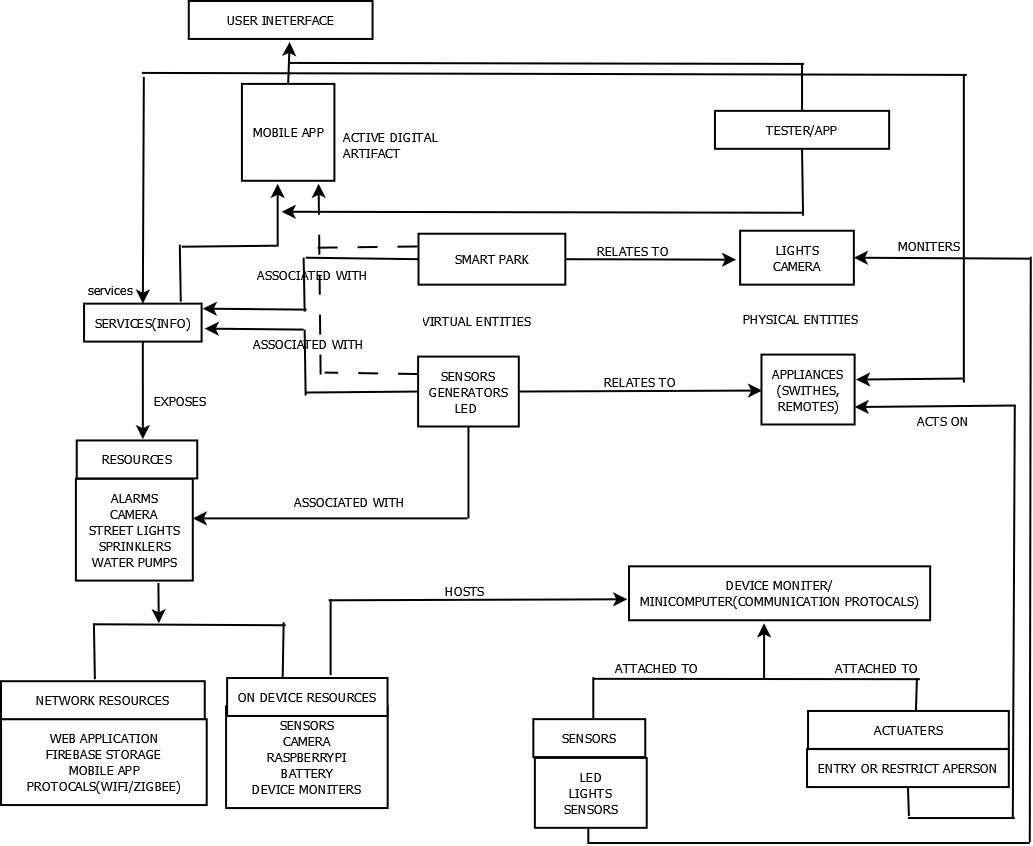 USER INETERFACE
MOBILE APP
ACTIVE DIGITAL
ARTIFACT
TESTER/APP
SMART PARK
RELATES TO
LIGHTS
CAMERA
MONITERS
ASSOCIATED WITH
services
SERVICES(INFO)
VIRTUAL ENTITIES
PHYSICAL ENTITIES
ASSOCIATED WITH
SENSORS
GENERATORS
LED
RELATES TO
APPLIANCES
(SWITHES,
REMOTES)
EXPOSES
ACTS ON
RESOURCES
ALARMS
CAMERA
STREET LIGHTS
SPRINKLERS
WATER PUMPS
ASSOCIATED WITH
HOSTS
DEVICE MONITER/
MINICOMPUTER(COMMUNICATION PROTOCALS)
ATTACHED TO
ATTACHED TO
NETWORK RESOURCES
WEB APPLICATION
FIREBASE STORAGE
MOBILE APP
PROTOCALS(WIFI/ZIGBEE)
ON DEVICE RESOURCES
SENSORS
CAMERA
RASPBERRYPI
BATTERY
DEVICE MONITERS
SENSORS
LED
LIGHTS
SENSORS
ACTUATERS
ENTRY OR RESTRICT APERSON